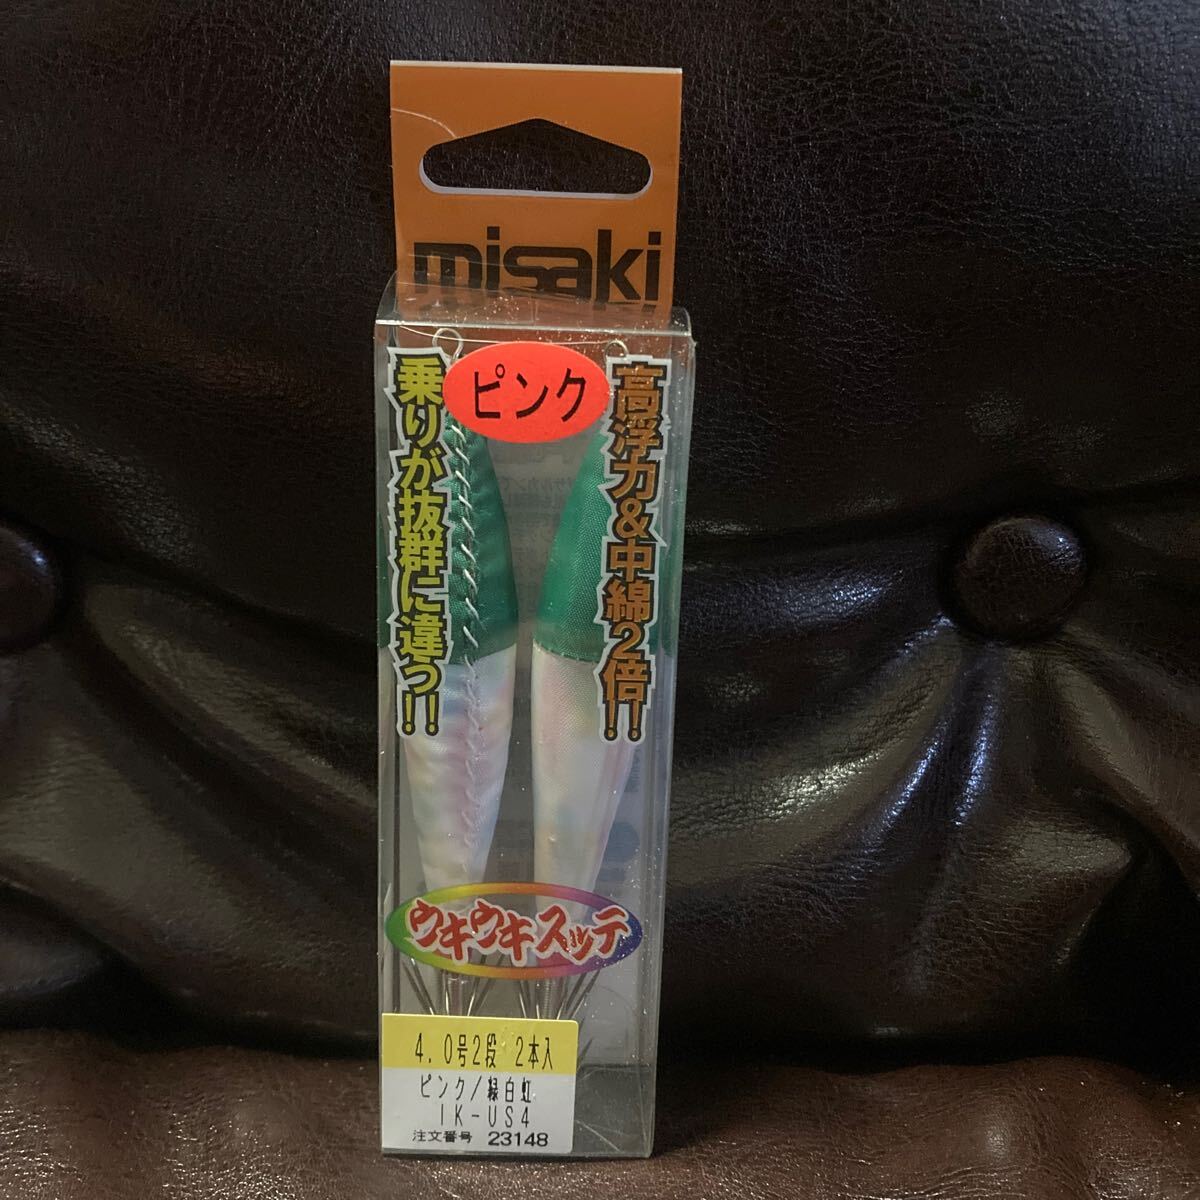 misaki
ピンク
乗りが抜群に違う!!
高浮力&中綿2倍!!
ウキウキスッテ
4.0号2段 2本入
ピンク/緑白虹
IK-US4
注文番号 23148